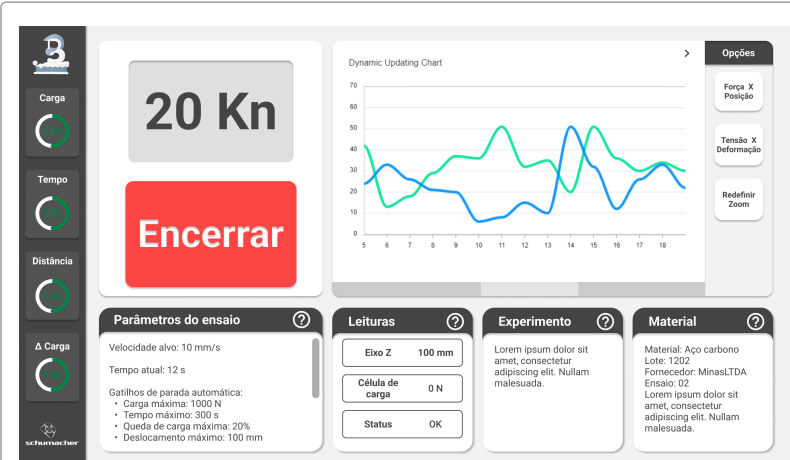 Carga
Tempo
Distância
Δ Carga
schumacher
20 Kn
Encerrar
Dynamic Updating Chart
70
60
50
40
30
20
10
0
5 6 7 8 9 10 11 12 13 14 15 16 17 18
Opções
Força X
Posição
Tensão X
Deformação
Redefinir
Zoom
Parâmetros do ensaio ?
Velocidade alvo: 10 mm/s
Tempo atual: 12 s
Gatilhos de parada automática:
• Carga máxima: 1000 N
• Tempo máximo: 300 s
• Queda de carga máxima: 20%
• Deslocamento máximo: 100 mm
Leituras ?
Eixo Z 100 mm
Célula de
carga 0 N
Status OK
Experimento ?
Lorem ipsum dolor sit
amet, consectetur
adipiscing elit. Nullam
malesuada.
Material ?
Material: Aço carbono
Lote: 1202
Fornecedor: MinasLTDA
Ensaio: 02
Lorem ipsum dolor sit
amet, consectetur
adipiscing elit. Nullam
malesuada.